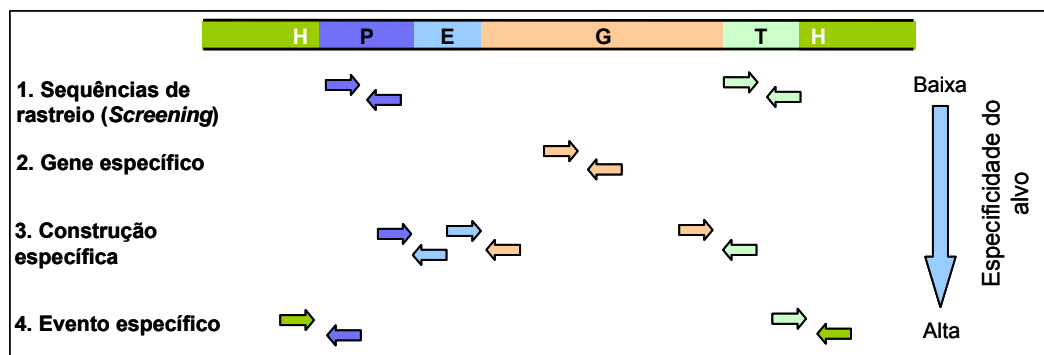 H P E G T H
1. Sequências de
rastreio (Screening)
Baixa
2. Gene específico
3. Construção
específica
Especificidade do
alvo
4. Evento específico
Alta